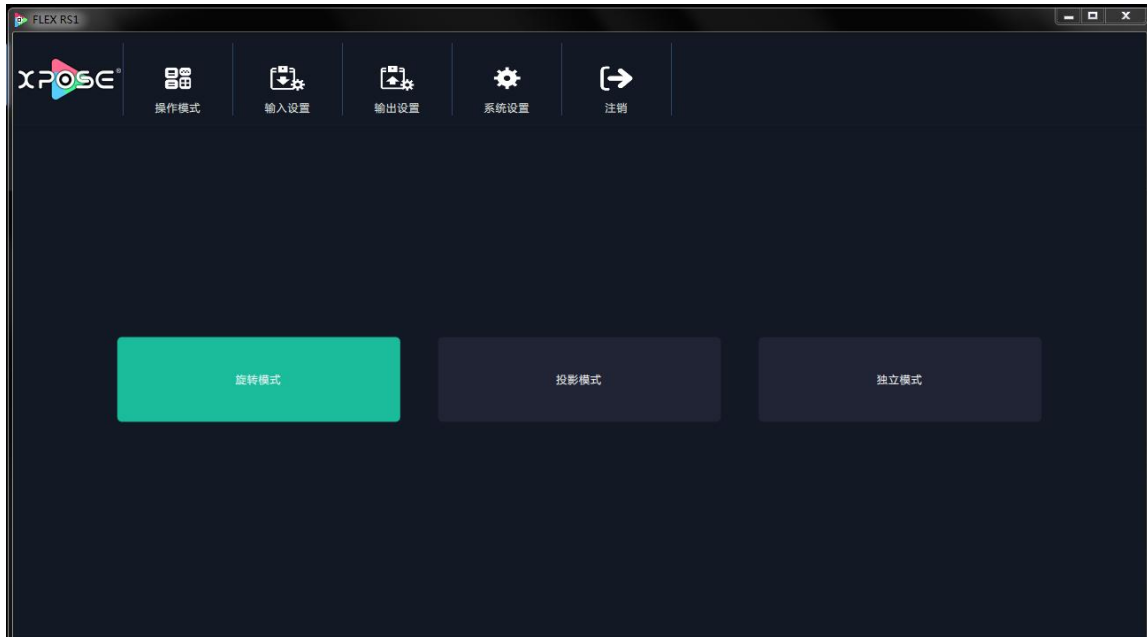 FLEX RS1
XPOSE®
操作模式
输入设置
输出设置
系统设置
注销
旋转模式
投影模式
独立模式